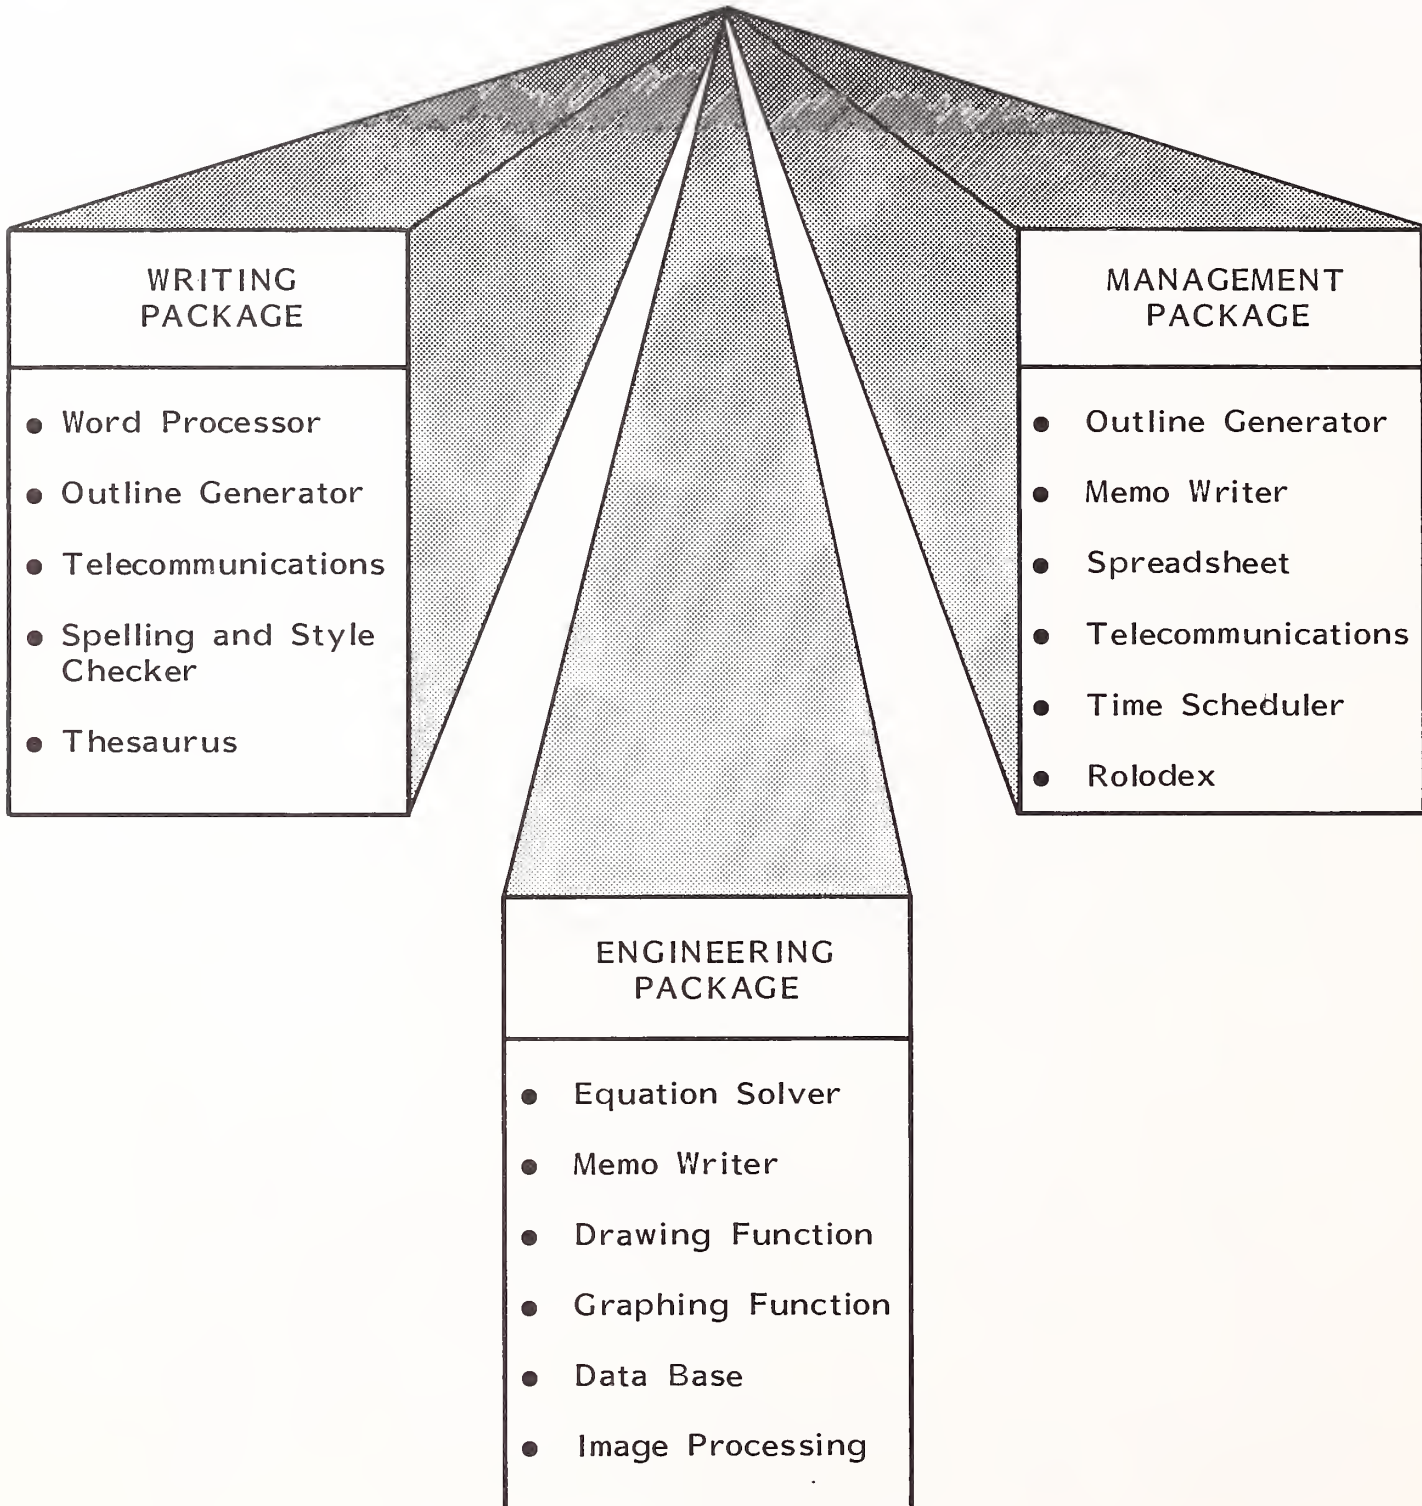 WRITING
PACKAGE
• Word Processor
• Outline Generator
• Telecommunications
• Spelling and Style
Checker
• Thesaurus
MANAGEMENT
PACKAGE
• Outline Generator
• Memo Writer
• Spreadsheet
• Telecommunications
• Time Scheduler
• Rolodex
ENGINEERING
PACKAGE
• Equation Solver
• Memo Writer
• Drawing Function
• Graphing Function
• Data Base
• Image Processing